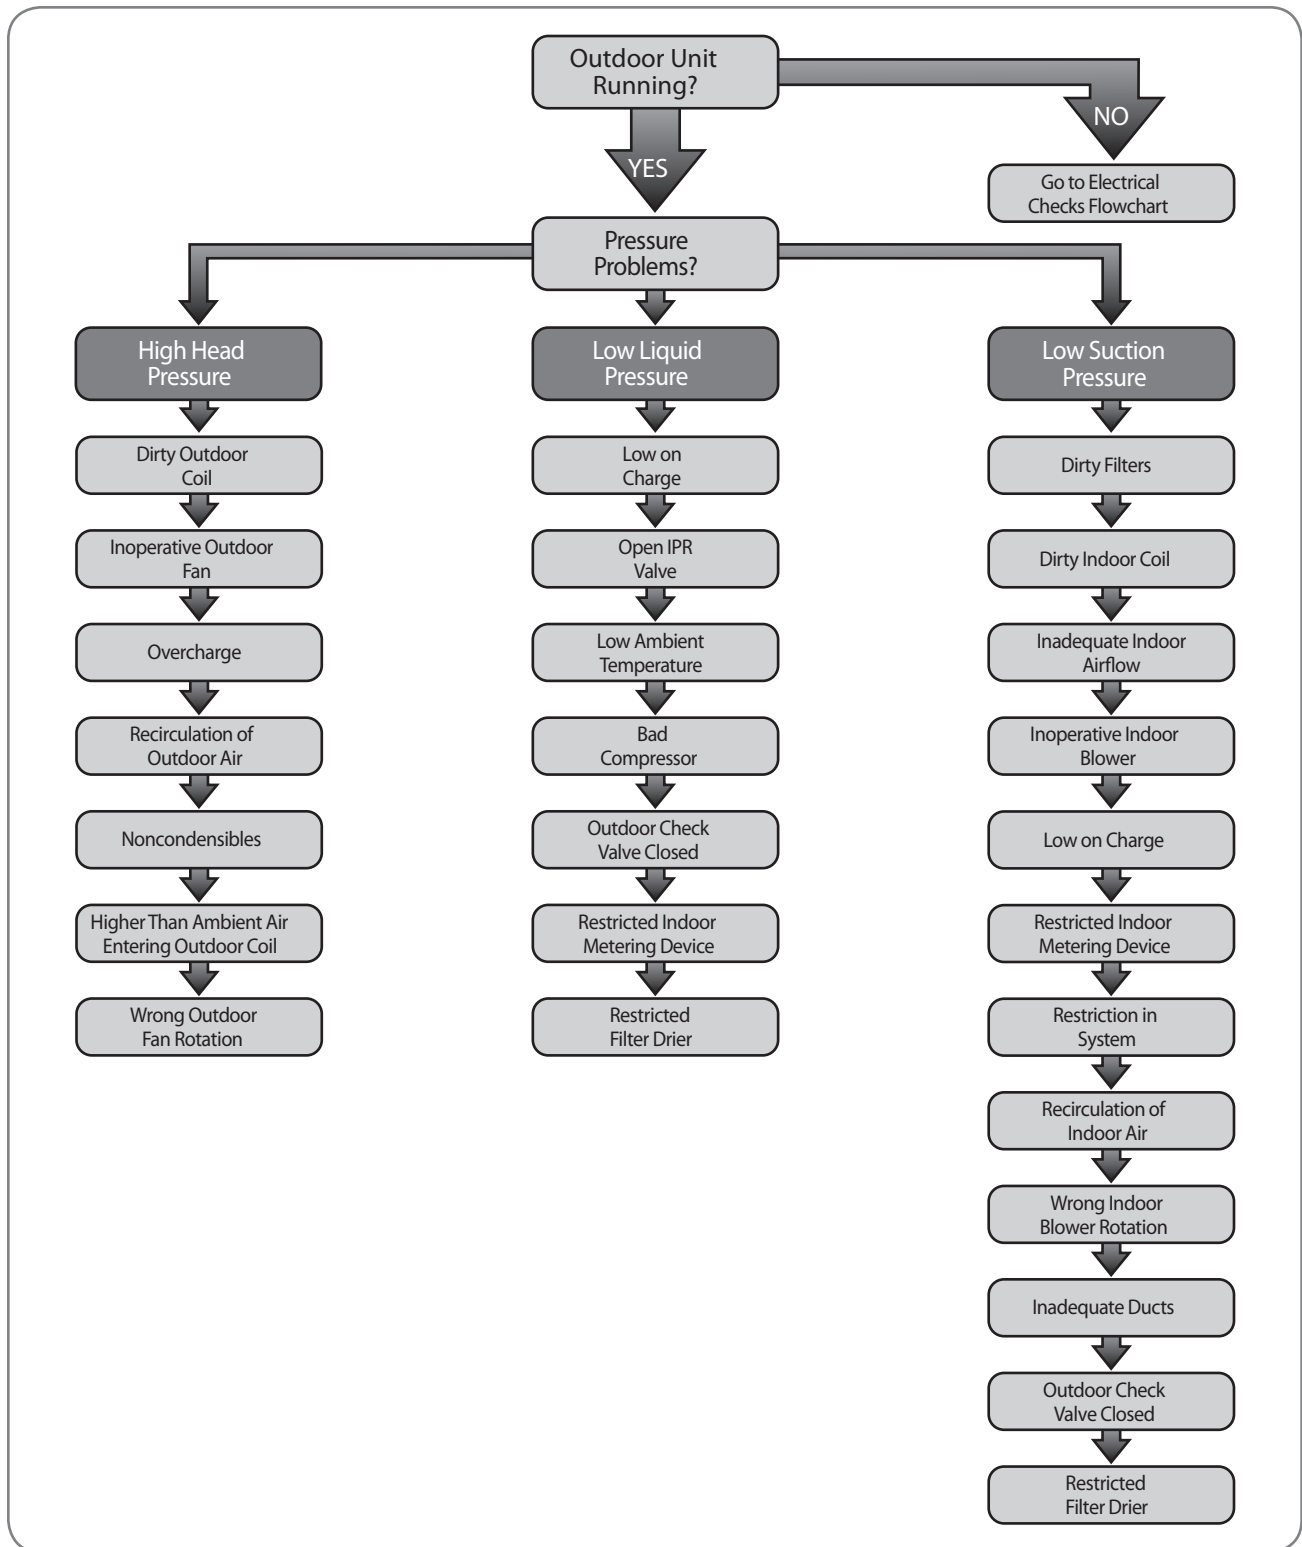 Outdoor Unit
Running?
NO
YES
Go to Electrical
Checks Flowchart
Pressure
Problems?
High Head
Pressure
Dirty Outdoor
Coil
Inoperative Outdoor
Fan
Overcharge
Recirculation of
Outdoor Air
Noncondensibles
Higher Than Ambient Air
Entering Outdoor Coil
Wrong Outdoor
Fan Rotation
Low Liquid
Pressure
Low on
Charge
Open IPR
Valve
Low Ambient
Temperature
Bad
Compressor
Outdoor Check
Valve Closed
Restricted Indoor
Metering Device
Restricted
Filter Drier
Low Suction
Pressure
Dirty Filters
Dirty Indoor Coil
Inadequate Indoor
Airflow
Inoperative Indoor
Blower
Low on Charge
Restricted Indoor
Metering Device
Restriction in
System
Recirculation of
Indoor Air
Wrong Indoor
Blower Rotation
Inadequate Ducts
Outdoor Check
Valve Closed
Restricted
Filter Drier